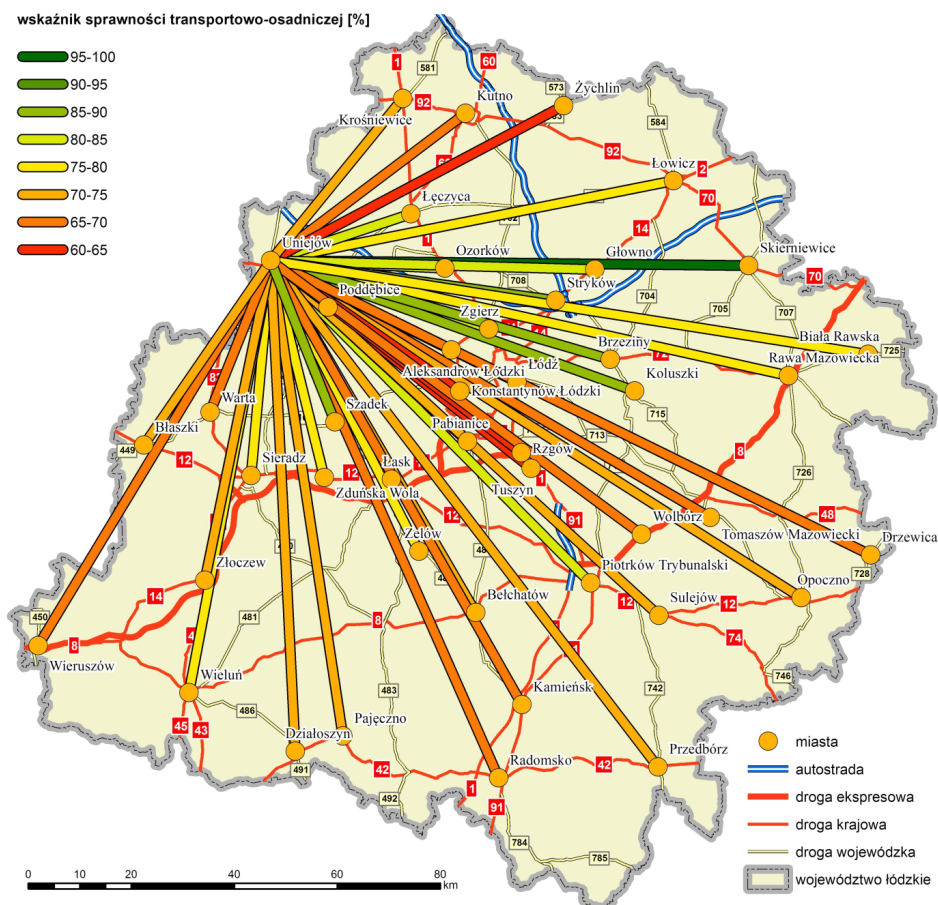 wskaźnik sprawności transportowo-osadniczej [%]
95-100
90-95
85-90
80-85
75-80
70-75
65-70
60-65
1
581
60
573
Żychlin
92
Kutno
Krośniewice
584
92
Łowicz
2
70
Łęczyca
14
1
Uniejów
Ozorków
Głowno
Skierniewice
708
70
Stryków
704
705
707
Poddębice
Zgierz
Biała Rawska
725
Brzeziny
72
Rawa Mazowiecka
Aleksandrów Łódzki
Łódź
Koluszki
Konstantynów Łódzki
Warta
715
Szadek
Błaszki
449
Pabianice
713
8
12
Rzgów
726
Sieradz
12
Łask
1
Zduńska Wola
Tuszyn
12
91
48
Wolbórz
Tomaszów Mazowiecki
Zelów
Drzewica
728
Piotrków Trybunalski
Złoczew
14
Opoczno
Bełchatów
12
Sulejów
12
450
481
8
74
8
Wieruszów
746
Wieluń
483
742
Kamieńsk
486
45
43
Pajęczno
Działoszyn
Przedbórz
491
42
Radomsko
42
1
492
91
784
785
miasta
autostrada
droga ekspresowa
droga krajowa
droga wojewódzka
województwo łódzkie
0 10 20 40 60 80
km